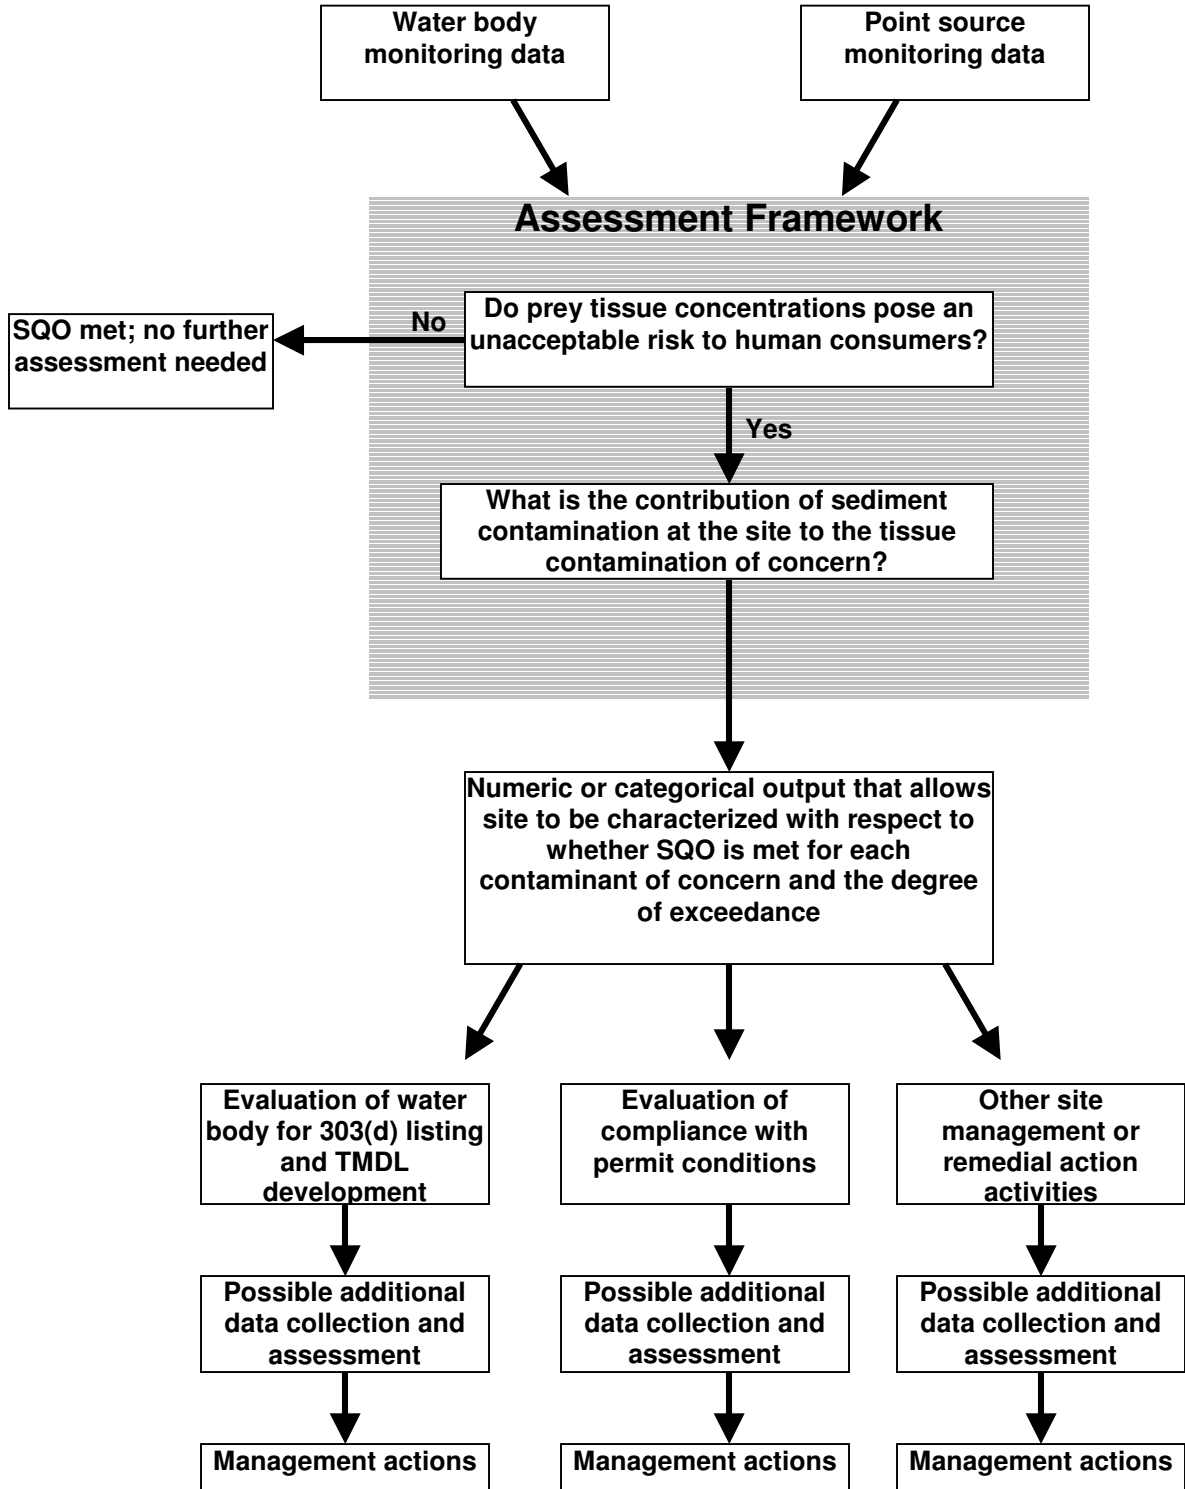 Water body
monitoring data
Point source
monitoring data
Assessment Framework
Do prey tissue concentrations pose an
unacceptable risk to human consumers?
No
SQO met; no further
assessment needed
Yes
What is the contribution of sediment
contamination at the site to the tissue
contamination of concern?
Numeric or categorical output that allows
site to be characterized with respect to
whether SQO is met for each
contaminant of concern and the degree
of exceedance
Evaluation of water
body for 303(d) listing
and TMDL
development
Evaluation of
compliance with
permit conditions
Other site
management or
remedial action
activities
Possible additional
data collection and
assessment
Possible additional
data collection and
assessment
Possible additional
data collection and
assessment
Management actions
Management actions
Management actions